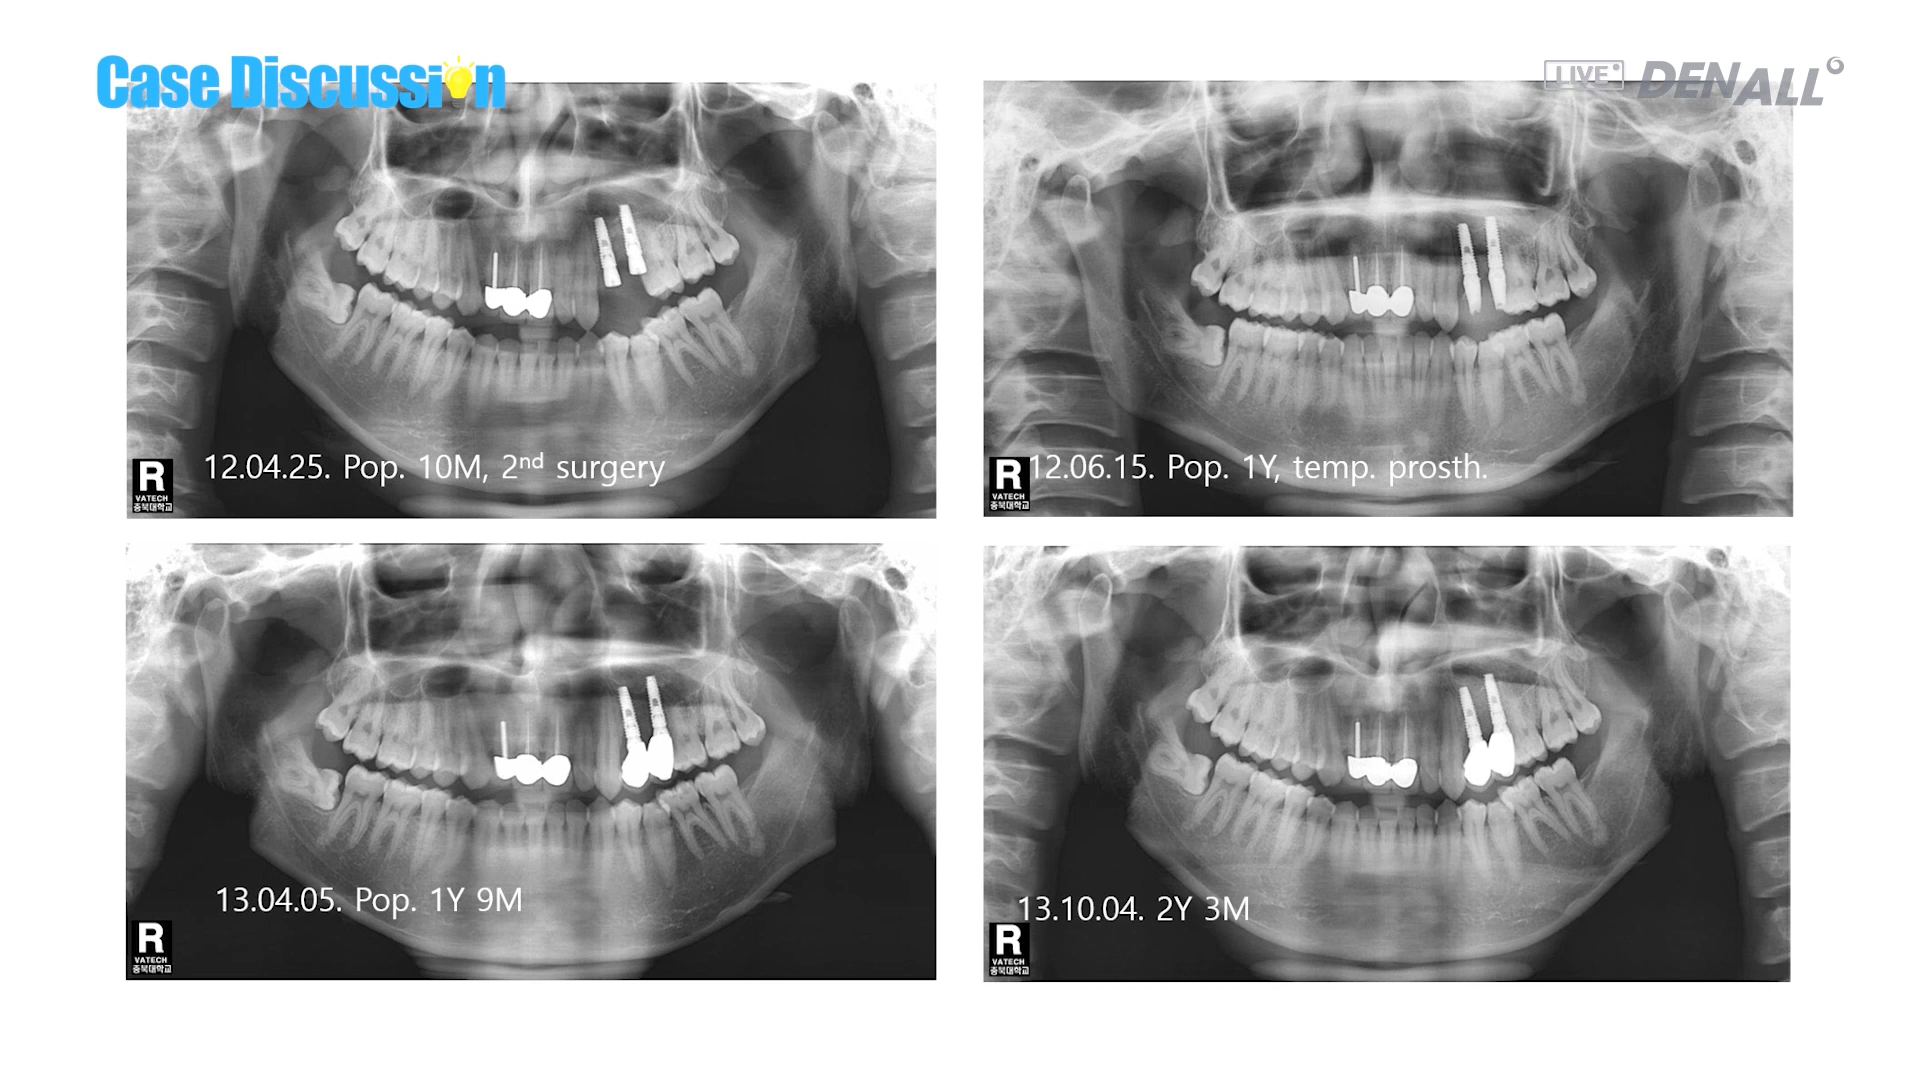 Case Discussion
LIVE DENALL
12.04.25. Pop. 10M, 2nd surgery
R
VATECH
충북대학교
12.06.15. Pop. 1Y, temp. prosth.
R
VATECH
충북대학교
13.04.05. Pop. 1Y 9M
R
VATECH
충북대학교
13.10.04. 2Y 3M
R
VATECH
충북대학교